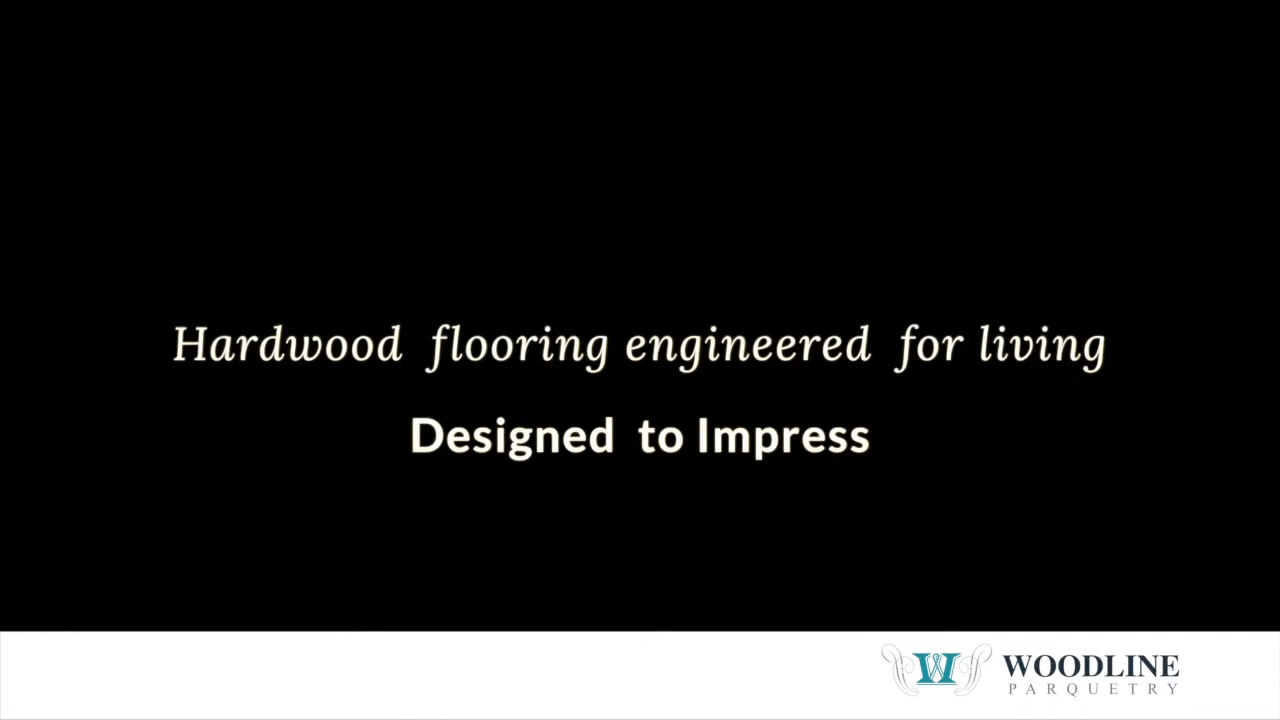 Hardwood flooring engineered for living
Designed to Impress
W WOODLINE
PARQUETRY